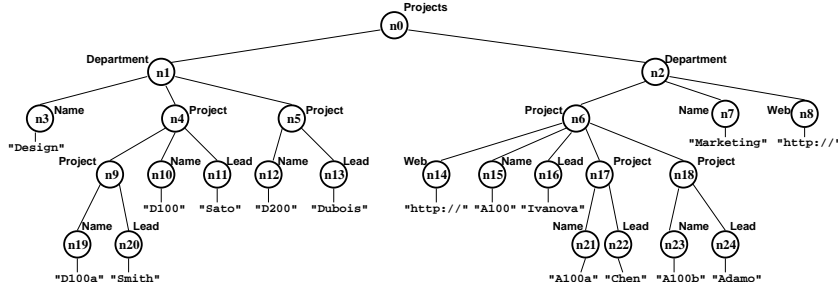 Projects
n0
Department Department
n1 n2
Name Project Project Project Name Web
n3 n4 n5 n6 n7 n8
"Design" "Marketing" "http://"
Project Name Lead Name Lead Web Name Lead Project Project
n9 n10 n11 n12 n13 n14 n15 n16 n17 n18
"D100" "Sato" "D200" "Dubois" "http://" "A100" "Ivanova"
Name Lead Name Lead Name Lead
n19 n20 n21 n22 n23 n24
"D100a" "Smith" "A100a" "Chen" "A100b" "Adamo"